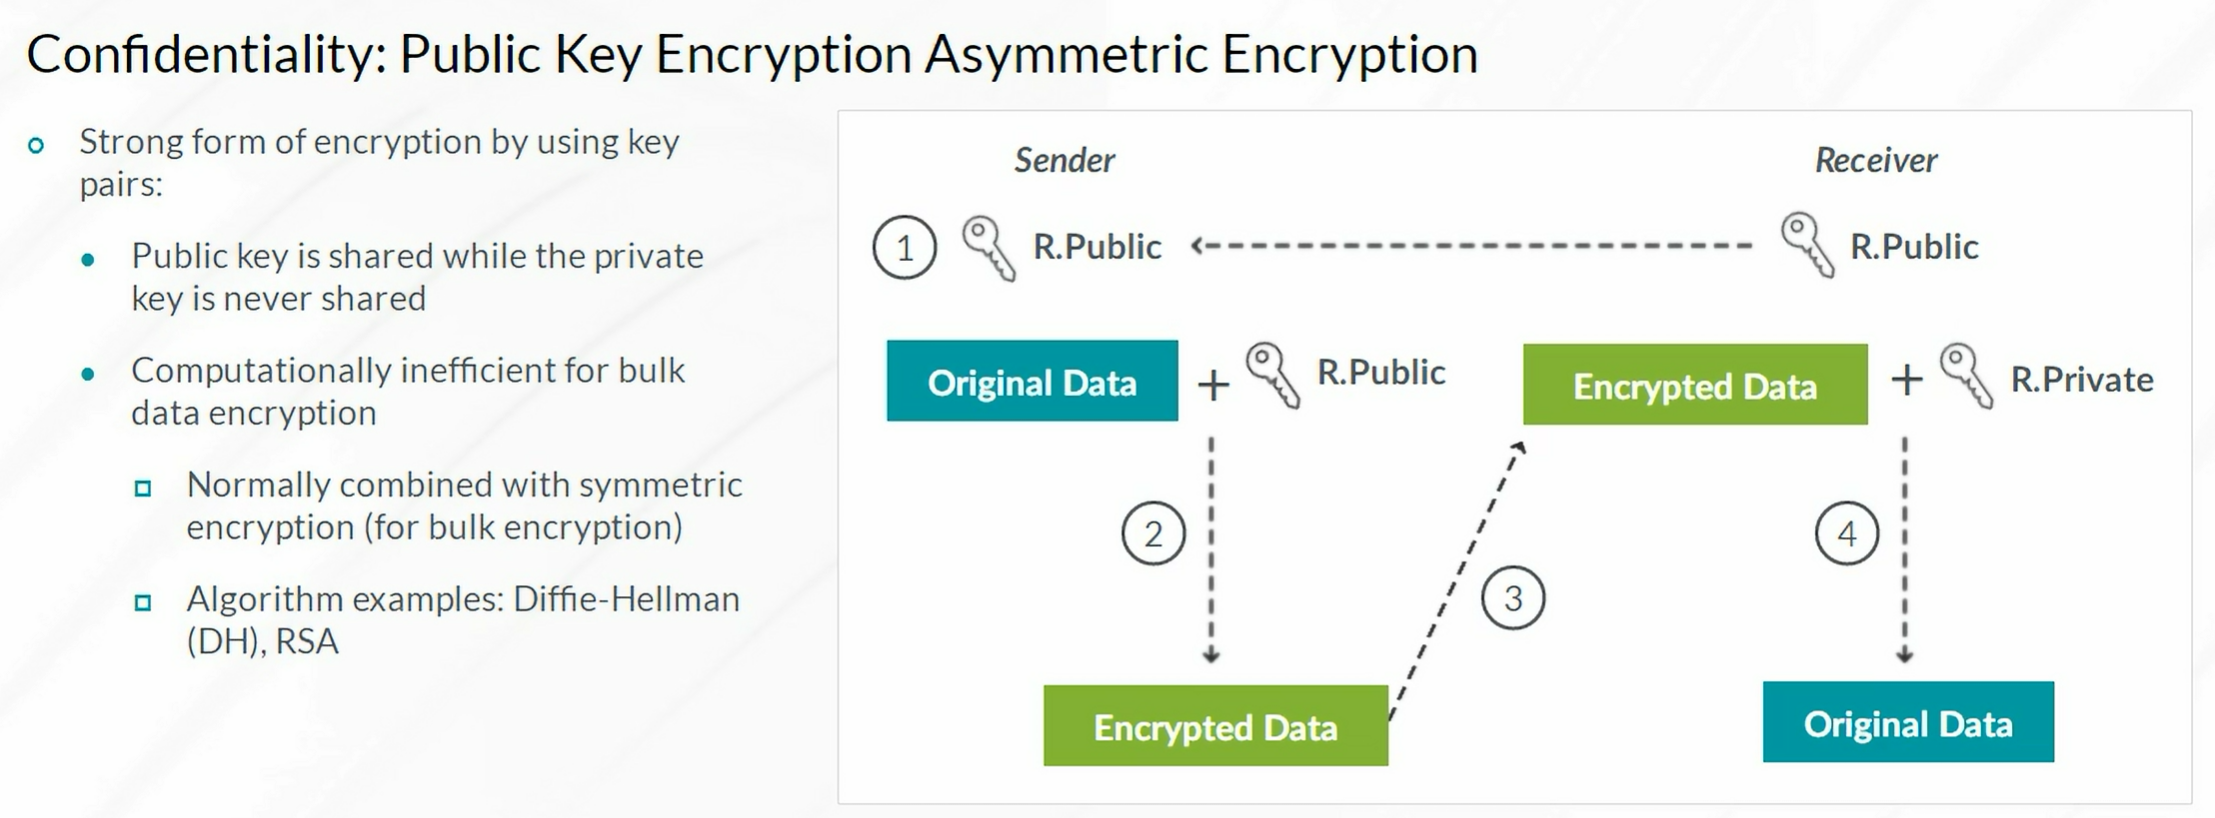 Confidentiality: Public Key Encryption Asymmetric Encryption
Strong form of encryption by using key
pairs:
Public key is shared while the private
key is never shared
Computationally inefficient for bulk
data encryption
Normally combined with symmetric
encryption (for bulk encryption)
Algorithm examples: Diffie-Hellman
(DH), RSA
Sender
Receiver
1
R.Public
R.Public
Original Data
+
R.Public
Encrypted Data
+
R.Private
2
3
4
Encrypted Data
Original Data